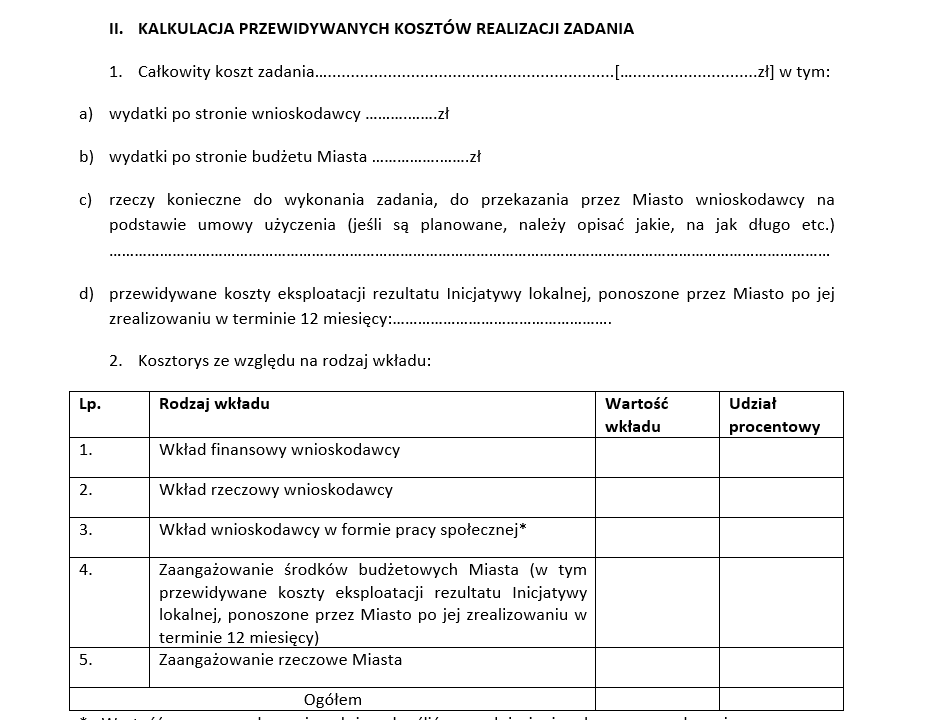 II. KALKULACJA PRZEWIDYWANYCH KOSZTÓW REALIZACJI ZADANIA
1. Całkowity koszt zadania….................................................................[…............................zł] w tym:
a) wydatki po stronie wnioskodawcy ……………..zł
b) wydatki po stronie budżetu Miasta ………………….zł
c) rzeczy konieczne do wykonania zadania, do przekazania przez Miasto wnioskodawcy na
podstawie umowy użyczenia (jeśli są planowane, należy opisać jakie, na jak długo etc.)
………………………………………………………………………………………………………………………………………………………
d) przewidywane koszty eksploatacji rezultatu Inicjatywy lokalnej, ponoszone przez Miasto po jej
zrealizowaniu w terminie 12 miesięcy:…………………………………………….
2. Kosztorys ze względu na rodzaj wkładu:
Lp. Rodzaj wkładu Wartość wkładu Udział procentowy
1. Wkład finansowy wnioskodawcy
2. Wkład rzeczowy wnioskodawcy
3. Wkład wnioskodawcy w formie pracy społecznej*
4. Zaangażowanie środków budżetowych Miasta (w tym
przewidywane koszty eksploatacji rezultatu Inicjatywy
lokalnej, ponoszone przez Miasto po jej zrealizowaniu w
terminie 12 miesięcy)
5. Zaangażowanie rzeczowe Miasta
Ogółem